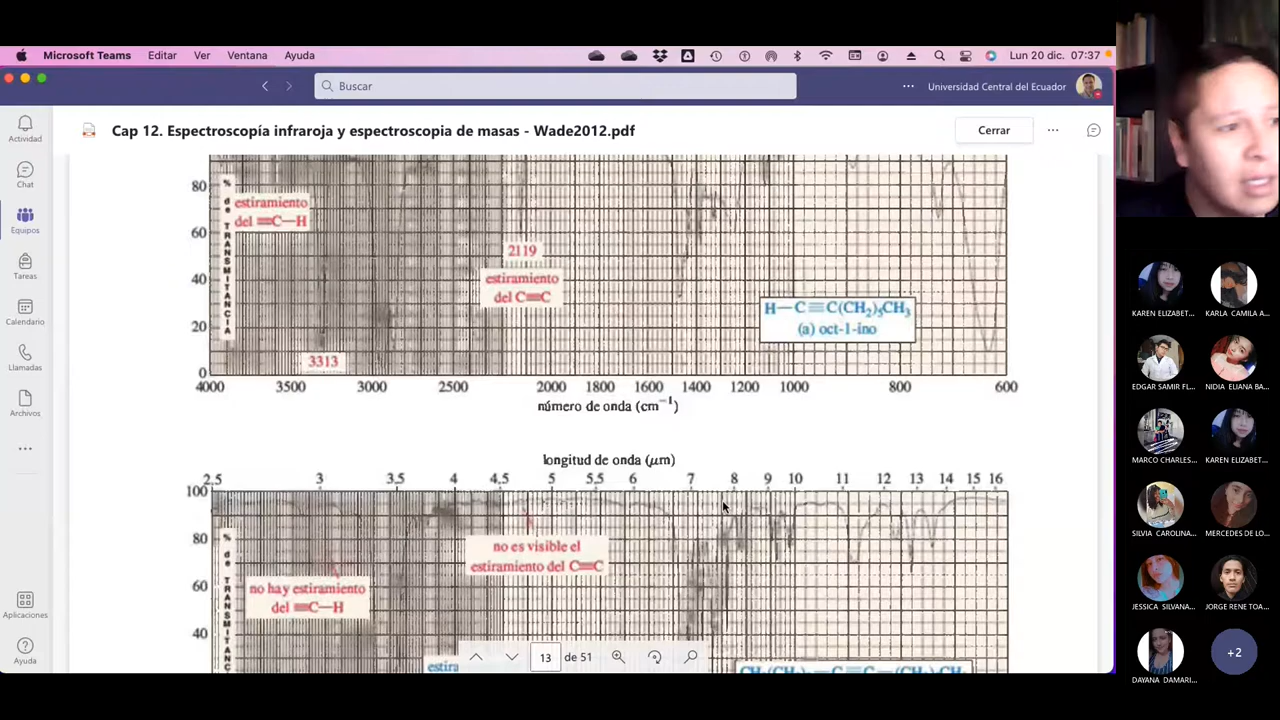 Microsoft Teams Editar Ver Ventana Ayuda
Lun 20 dic. 07:37
Buscar
Universidad Central del Ecuador
Actividad
Chat
Equipos
Tareas
Calendario
Llamadas
Archivos
Aplicaciones
Ayuda
Cap 12. Espectroscopía infraroja y espectroscopia de masas - Wade2012.pdf
Cerrar
80
60
40
20
0
% de TRANSMITANCIA
estiramiento
del ≡C—H
3313
2119
estiramiento
del C≡C
H—C≡C(CH2)5CH3
(a) oct-1-ino
4000 3500 3000 2500 2000 1800 1600 1400 1200 1000 800 600
número de onda (cm−1)
longitud de onda (μm)
2.5 3 3.5 4 4.5 5 5.5 6 7 8 9 10 11 12 13 14 15 16
100
80
60
40
% de
no hay estiramiento
del ≡C—H
no es visible el
estiramiento del C≡C
13 de 51
KAREN ELIZABET...
KARLA CAMILA A...
EDGAR SAMIR FL...
NIDIA ELIANA BA...
MARCO CHARLES...
KAREN ELIZABET...
SILVIA CAROLINA...
MERCEDES DE LO...
JESSICA SILVANA...
JORGE RENE TOA...
DAYANA DAMARI...
+2